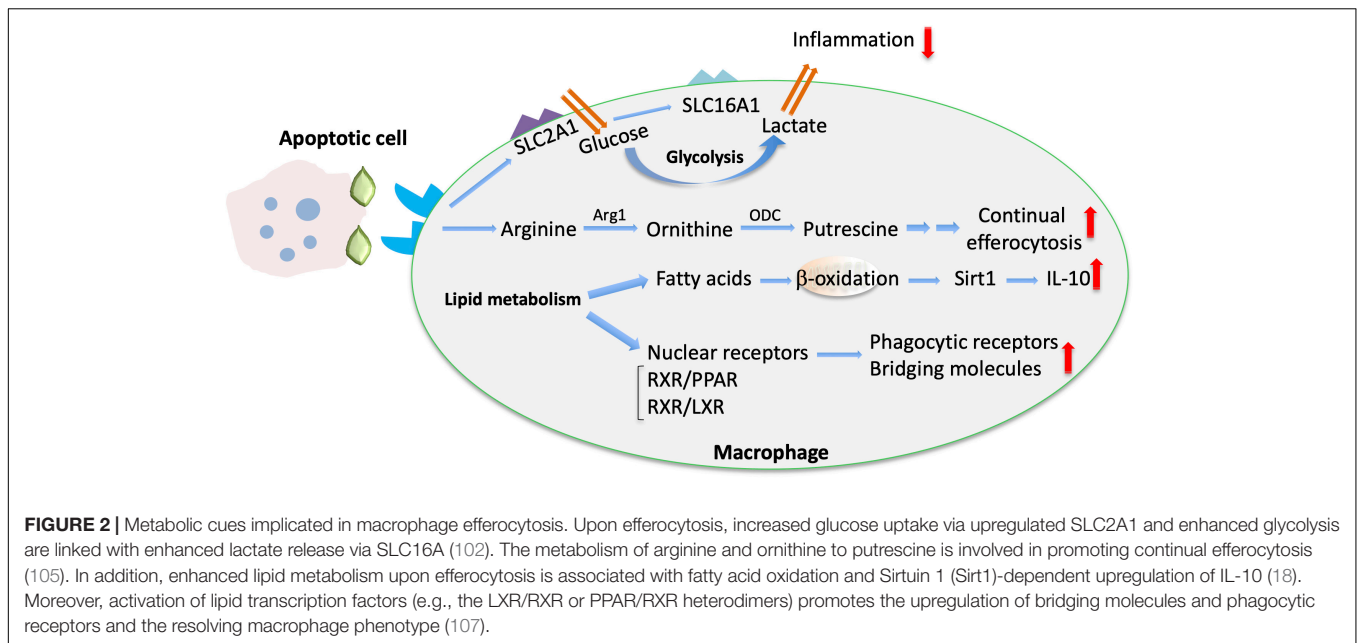 Inflammation
SLC16A1
SLC2A1
Glucose
Lactate
Apoptotic cell
Glycolysis
Arginine
Arg1
Ornithine
ODC
Putrescine
Continual
efferocytosis
Fatty acids
β-oxidation
Sirt1
IL-10
Lipid metabolism
Nuclear receptors
RXR/PPAR
RXR/LXR
Phagocytic receptors
Bridging molecules
Macrophage
FIGURE 2 | Metabolic cues implicated in macrophage efferocytosis. Upon efferocytosis, increased glucose uptake via upregulated SLC2A1 and enhanced glycolysis
are linked with enhanced lactate release via SLC16A (102). The metabolism of arginine and ornithine to putrescine is involved in promoting continual efferocytosis
(105). In addition, enhanced lipid metabolism upon efferocytosis is associated with fatty acid oxidation and Sirtuin 1 (Sirt1)-dependent upregulation of IL-10 (18).
Moreover, activation of lipid transcription factors (e.g., the LXR/RXR or PPAR/RXR heterodimers) promotes the upregulation of bridging molecules and phagocytic
receptors and the resolving macrophage phenotype (107).